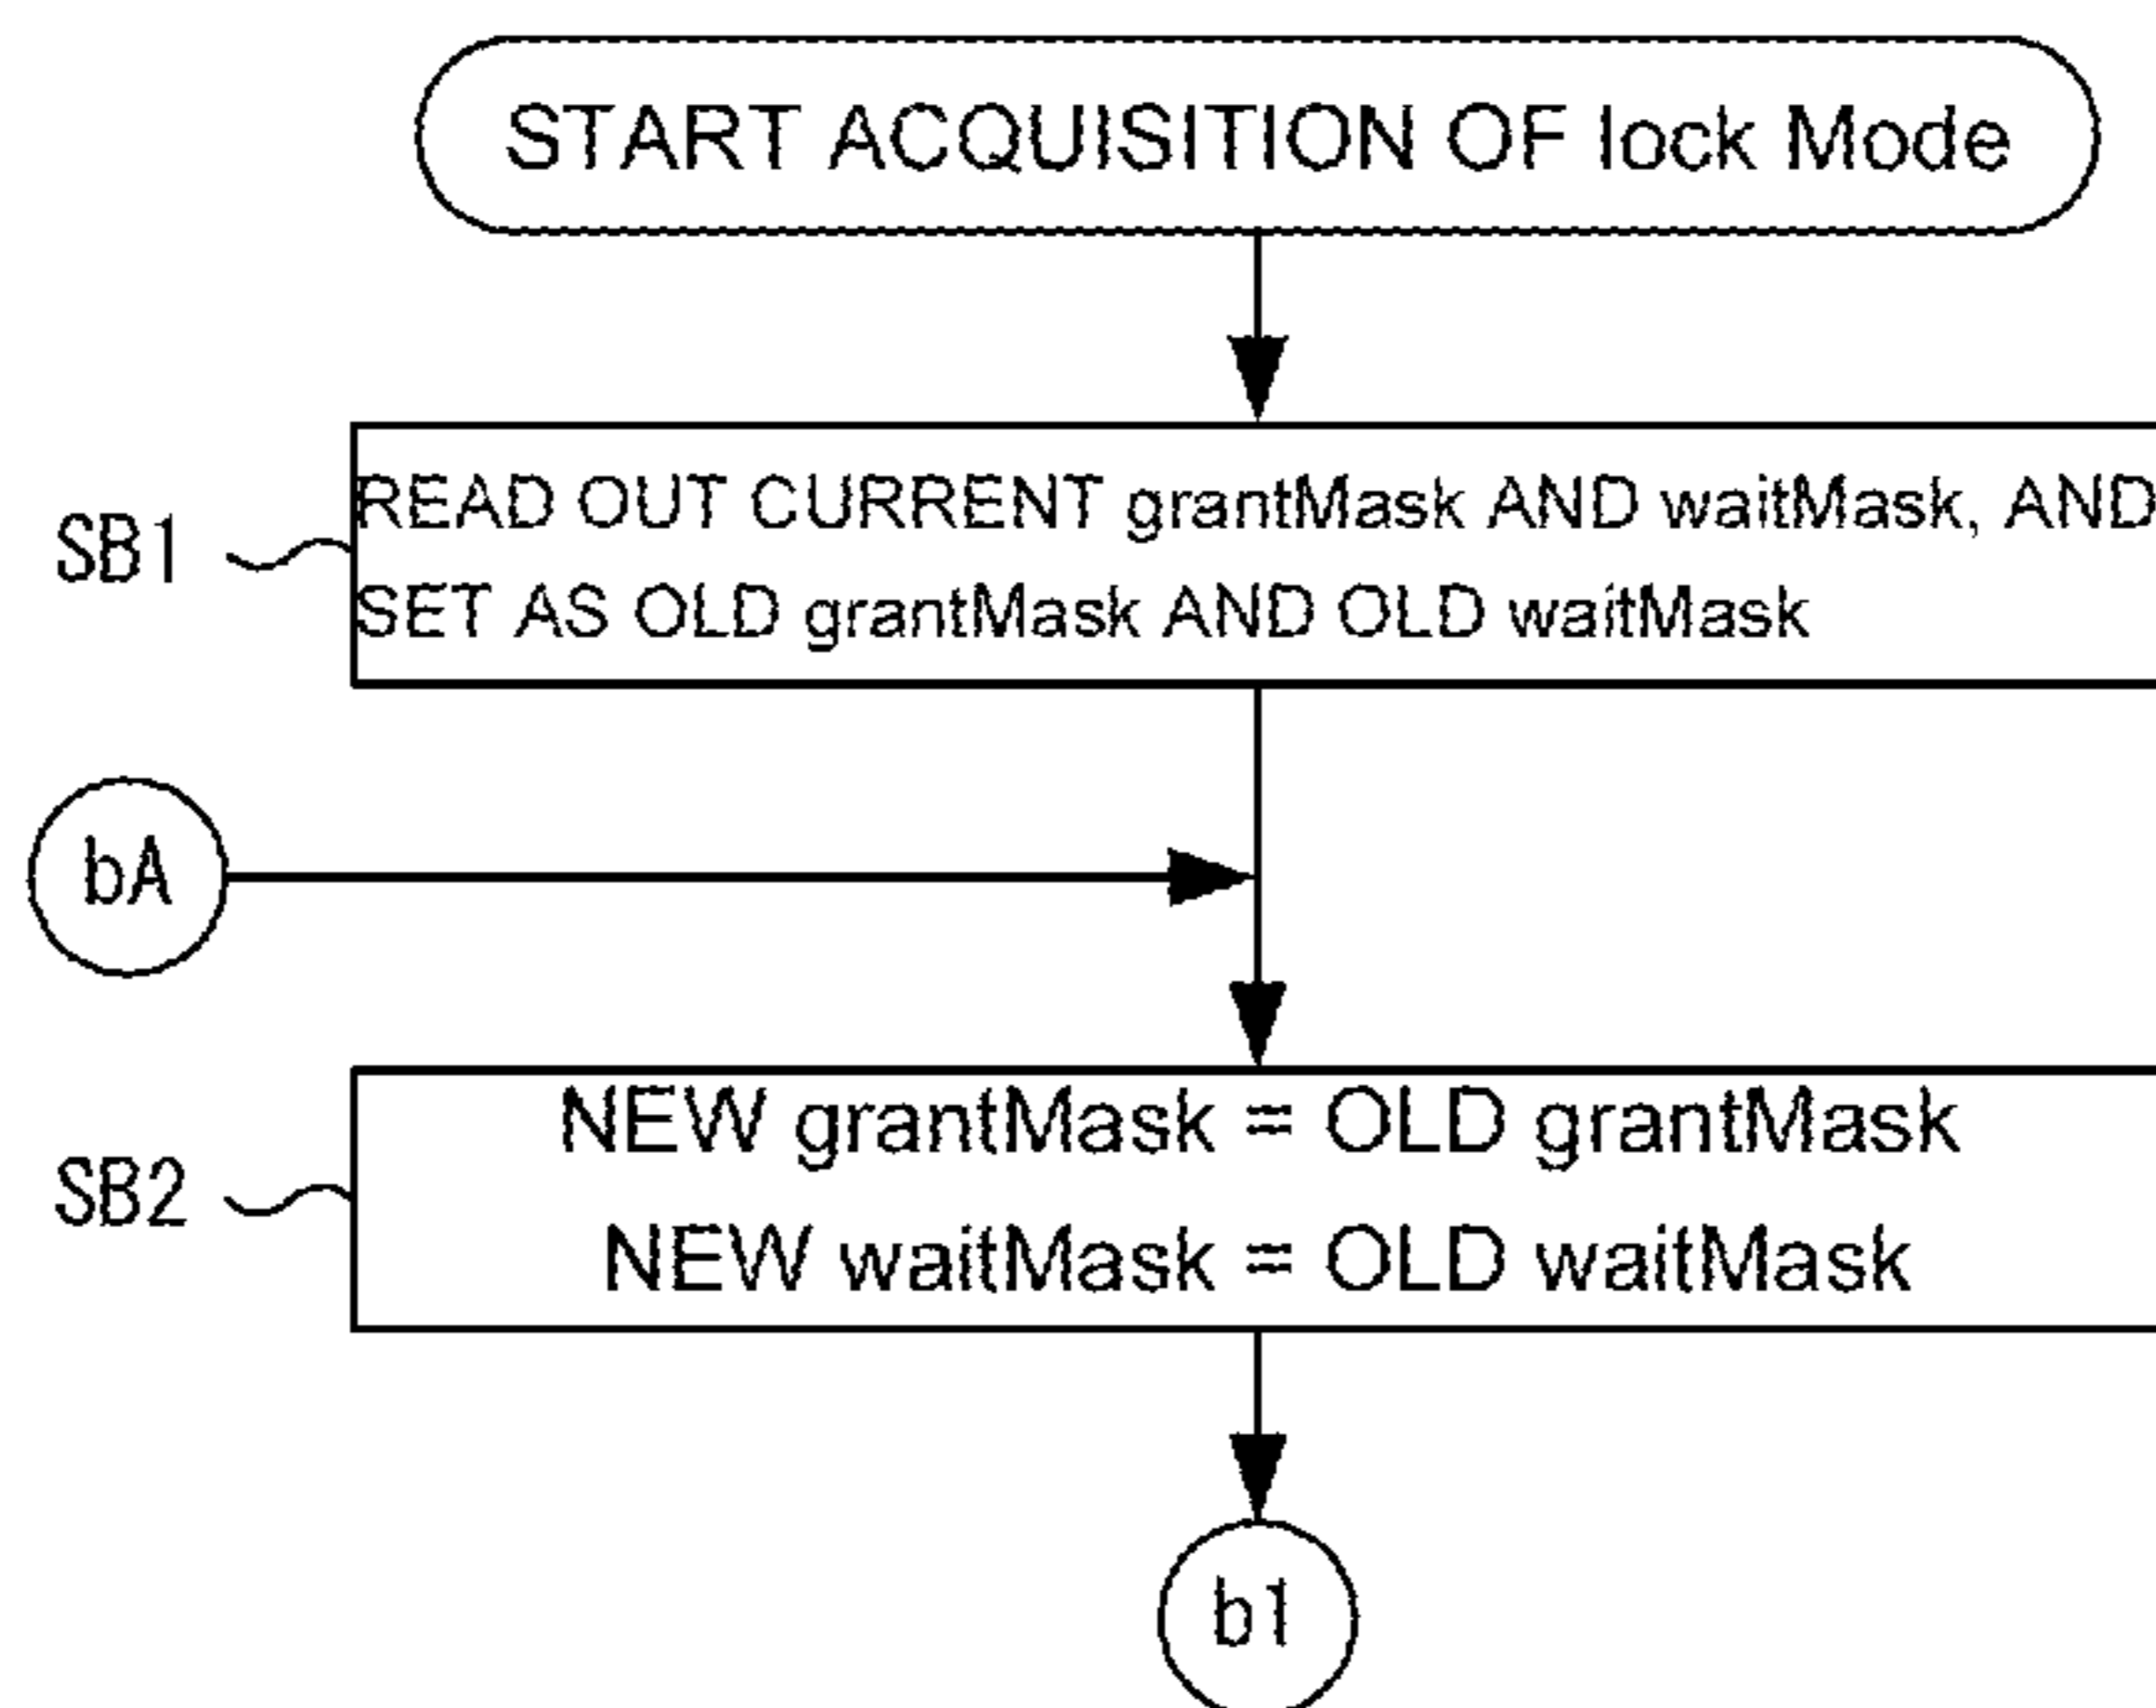 START ACQUISITION OF lock Mode
SB1
READ OUT CURRENT grantMask AND waitMask, AND
SET AS OLD grantMask AND OLD waitMask
bA
SB2
NEW grantMask = OLD grantMask
NEW waitMask = OLD waitMask
b1